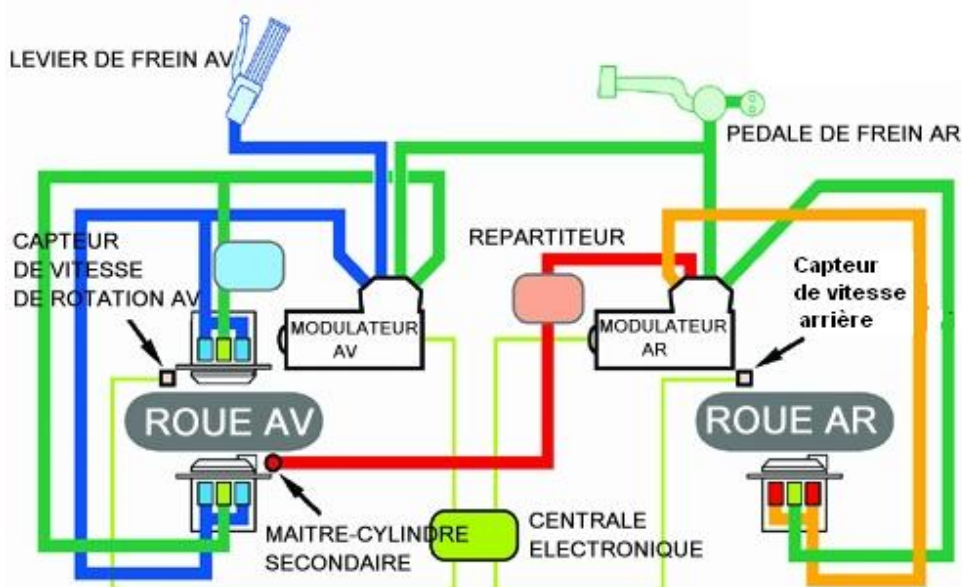 LEVIER DE FREIN AV
PEDALE DE FREIN AR
CAPTEUR
DE VITESSE
DE ROTATION AV
REPARTITEUR
Capteur
de vitesse
arrière
MODULATEUR
AV
MODULATEUR
AR
ROUE AV
ROUE AR
MAITRE-CYLINDRE
SECONDAIRE
CENTRALE
ELECTRONIQUE